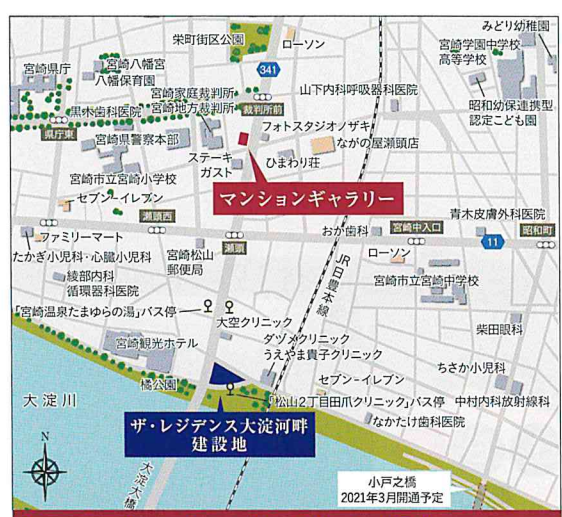 みどり幼稚園
栄町街区公園
ローソン
宮崎学園中学校
高等学校
宮崎県庁
宮崎八幡宮
八幡保育園
341
昭和幼保連携型
認定こども園
宮崎家庭裁判所
宮崎地方裁判所
山下内科呼吸器科医院
黒木歯科医院
裁判所前
県庁東
宮崎県警察本部
フォトスタジオノザキ
ながの屋瀬頭店
ステーキ
ガスト
ひまわり荘
宮崎市立宮崎小学校
マンションギャラリー
セブン-イレブン
瀬頭西
青木皮膚外科医院
ファミリーマート
瀬頭
おか歯科
宮崎中入口
昭和町
11
たかぎ小児科・心臓小児科
宮崎松山
郵便局
ローソン
JR日豊本線
綾部内科
循環器科医院
宮崎市立宮崎中学校
「宮崎温泉たまゆらの湯」バス停
大空クリニック
柴田眼科
宮崎観光ホテル
ダヅメクリニック
うえやま貴子クリニック
ちさか小児科
橘公園
セブン-イレブン
大淀川
「松山2丁目田爪クリニック」バス停
中村内科放射線科
ザ・レジデンス大淀河畔
建設地
なかたけ歯科医院
N
大淀大橋
小戸之橋
2021年3月開通予定